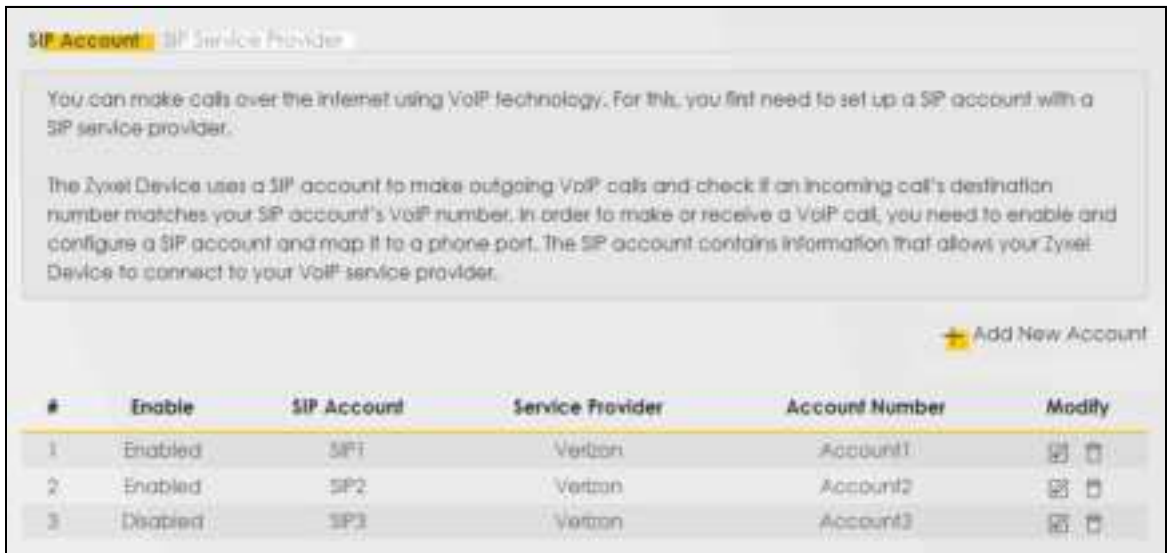 SIP Account SIP Service Provider
You can make calls over the internet using VoIP technology. For this, you first need to set up a SIP account with a
SIP service provider.
The Zyxel Device uses a SIP account to make outgoing VoIP calls and check if an incoming call's destination
number matches your SIP account's VoIP number. In order to make or receive a VoIP call, you need to enable and
configure a SIP account and map it to a phone port. The SIP account contains information that allows your Zyxel
Device to connect to your VoIP service provider.
+ Add New Account
# Enable SIP Account Service Provider Account Number Modify
1 Enabled SIP1 Verizon Account1
2 Enabled SIP2 Verizon Account2
3 Disabled SIP3 Verizon Account3